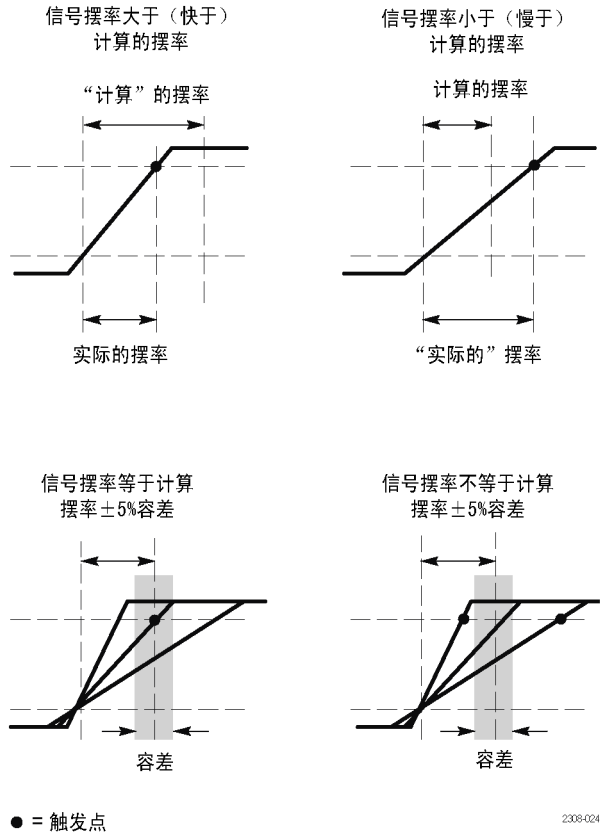 信号摆率大于（快于）
计算的摆率
“计算”的摆率
实际的摆率
信号摆率小于（慢于）
计算的摆率
计算的摆率
“实际的”摆率
信号摆率等于计算
摆率±5%容差
容差
信号摆率不等于计算
摆率±5%容差
容差
● = 触发点
2308-024